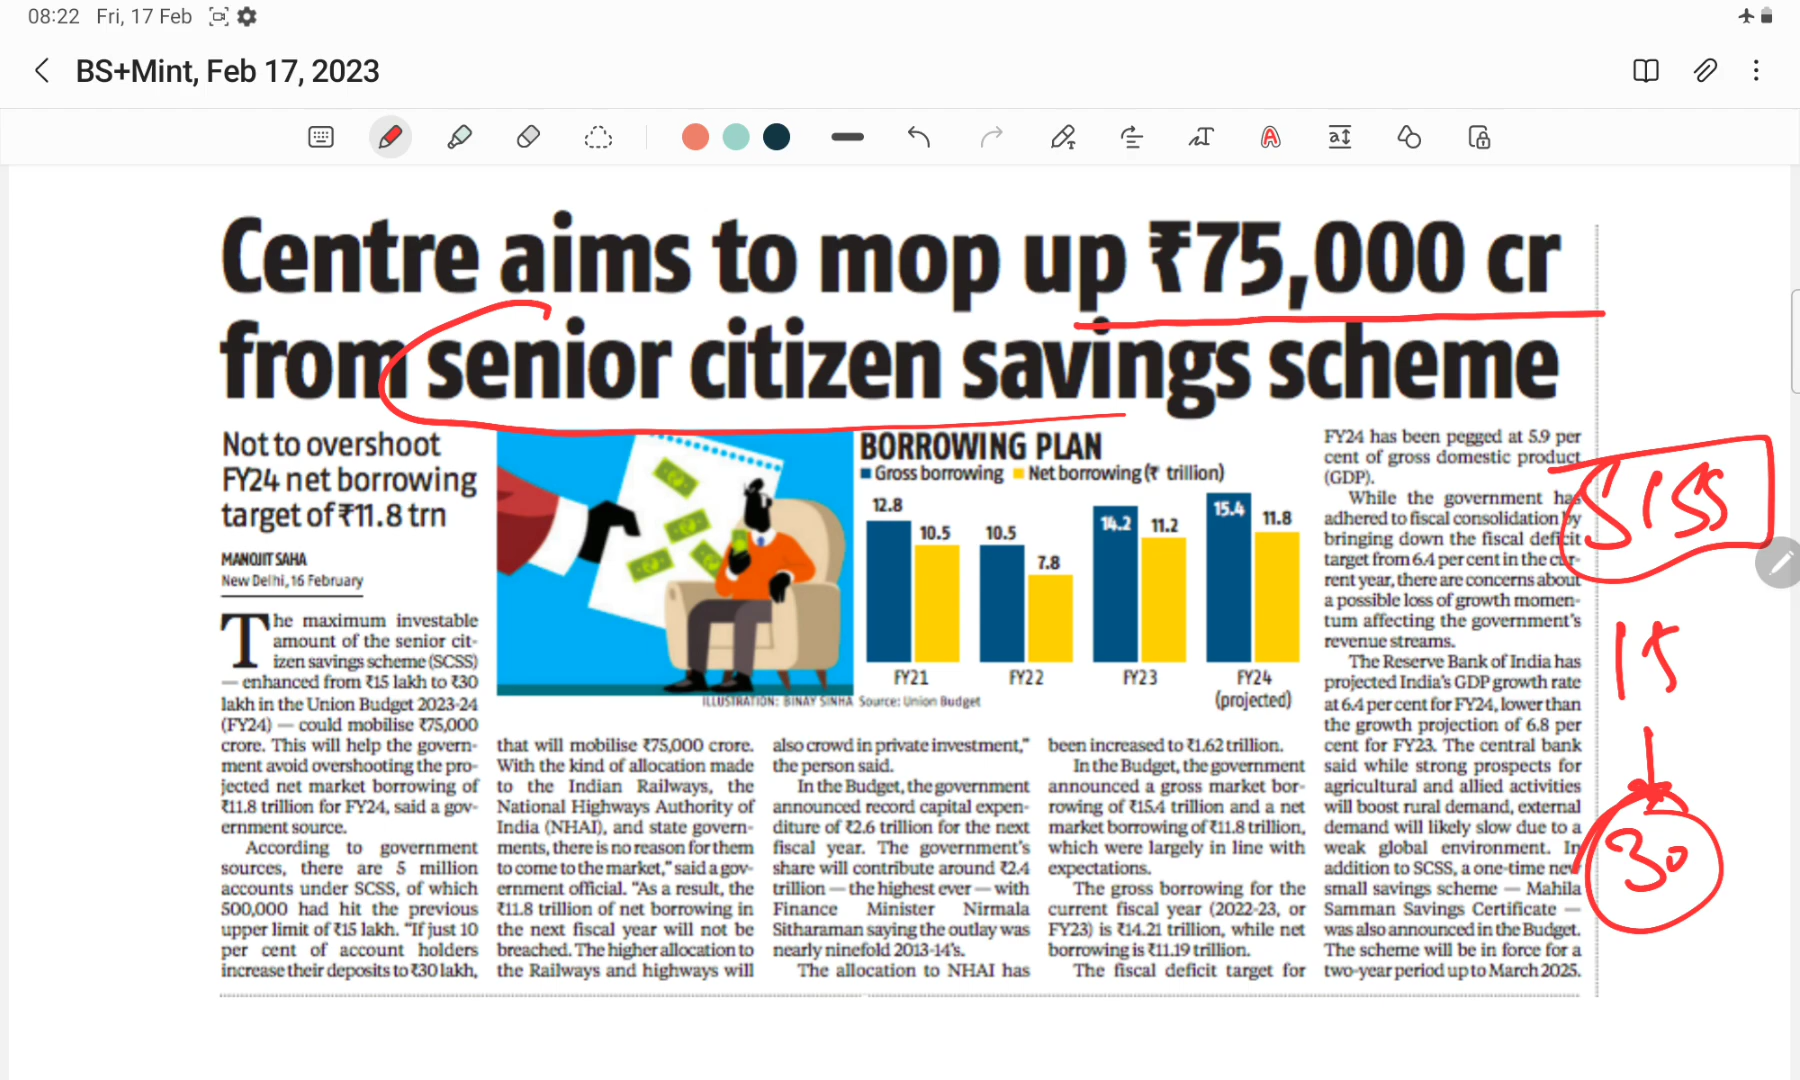 08:22 Fri, 17 Feb
BS+Mint, Feb 17, 2023
Centre aims to mop up ₹75,000 cr
from senior citizen savings scheme
Not to overshoot
FY24 net borrowing
target of ₹11.8 trn
MANOJIT SAHA
New Delhi, 16 February
The maximum investable
amount of the senior cit-
izen savings scheme (SCSS)
— enhanced from ₹15 lakh to ₹30
lakh in the Union Budget 2023-24
(FY24) — could mobilise ₹75,000
crore. This will help the govern-
ment avoid overshooting the pro-
jected net market borrowing of
₹11.8 trillion for FY24, said a gov-
ernment source.
According to government
sources, there are 5 million
accounts under SCSS, of which
500,000 had hit the previous
upper limit of ₹15 lakh. “If just 10
per cent of account holders
increase their deposits to ₹30 lakh,
BORROWING PLAN
Gross borrowing Net borrowing (₹ trillion)
12.8 10.5 10.5 7.8 14.2 11.2 15.4 11.8
FY21 FY22 FY23 FY24
(projected)
ILLUSTRATION: BINAY SINHA Source: Union Budget
that will mobilise ₹75,000 crore.
With the kind of allocation made
to the Indian Railways, the
National Highways Authority of
India (NHAI), and state govern-
ments, there is no reason for them
to come to the market,” said a gov-
ernment official. “As a result, the
₹11.8 trillion of net borrowing in
the next fiscal year will not be
breached. The higher allocation to
the Railways and highways will
also crowd in private investment,”
the person said.
In the Budget, the government
announced record capital expen-
diture of ₹2.6 trillion for the next
fiscal year. The government’s
share will contribute around ₹2.4
trillion — the highest ever — with
Finance Minister Nirmala
Sitharaman saying the outlay was
nearly ninefold 2013-14’s.
The allocation to NHAI has
been increased to ₹1.62 trillion.
In the Budget, the government
announced a gross market bor-
rowing of ₹15.4 trillion and a net
market borrowing of ₹11.8 trillion,
which were largely in line with
expectations.
The gross borrowing for the
current fiscal year (2022-23, or
FY23) is ₹14.21 trillion, while net
borrowing is ₹11.19 trillion.
The fiscal deficit target for
FY24 has been pegged at 5.9 per
cent of gross domestic product
(GDP).
While the government has
adhered to fiscal consolidation by
bringing down the fiscal deficit
target from 6.4 per cent in the cur-
rent year, there are concerns about
a possible loss of growth momen-
tum affecting the government’s
revenue streams.
The Reserve Bank of India has
projected India’s GDP growth rate
at 6.4 per cent for FY24, lower than
the growth projection of 6.8 per
cent for FY23. The central bank
said while strong prospects for
agricultural and allied activities
will boost rural demand, external
demand will likely slow due to a
weak global environment. In
addition to SCSS, a one-time new
small savings scheme — Mahila
Samman Savings Certificate —
was also announced in the Budget.
The scheme will be in force for a
two-year period up to March 2025.
15
30